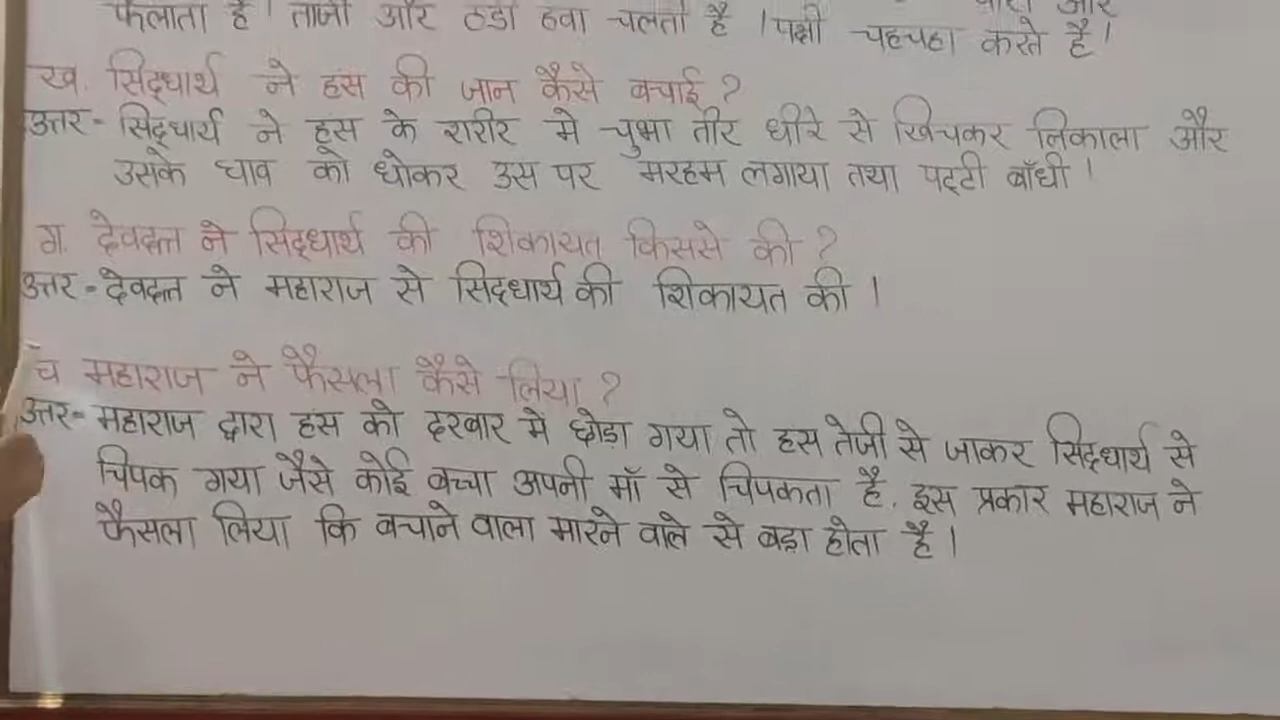 और
फैलाता है। ताजी और ठंडी हवा चलती है। पक्षी चहचहा करते है।
ख. सिद्धार्थ ने हंस की जान कैसे बचाई ?
उत्तर- सिद्धार्थ ने हंस के शरीर मे चुभा तीर धीरे से खिचकर निकाला और
उसके घाव को धोकर उस पर मरहम लगाया तथा पट्टी बाँधी।
ग. देवदत्त ने सिद्धार्थ की शिकायत किससे की ?
उत्तर- देवदत्त ने महाराज से सिद्धार्थ की शिकायत की।
घ महाराज ने फैसला कैसे लिया ?
उत्तर- महाराज द्वारा हंस को दरबार मे छोड़ा गया तो हंस तेजी से जाकर सिद्धार्थ से
चिपक गया जैसे कोई बच्चा अपनी माँ से चिपकता है. इस प्रकार महाराज ने
फैसला लिया कि बचाने वाला मारने वाले से बड़ा होता है।